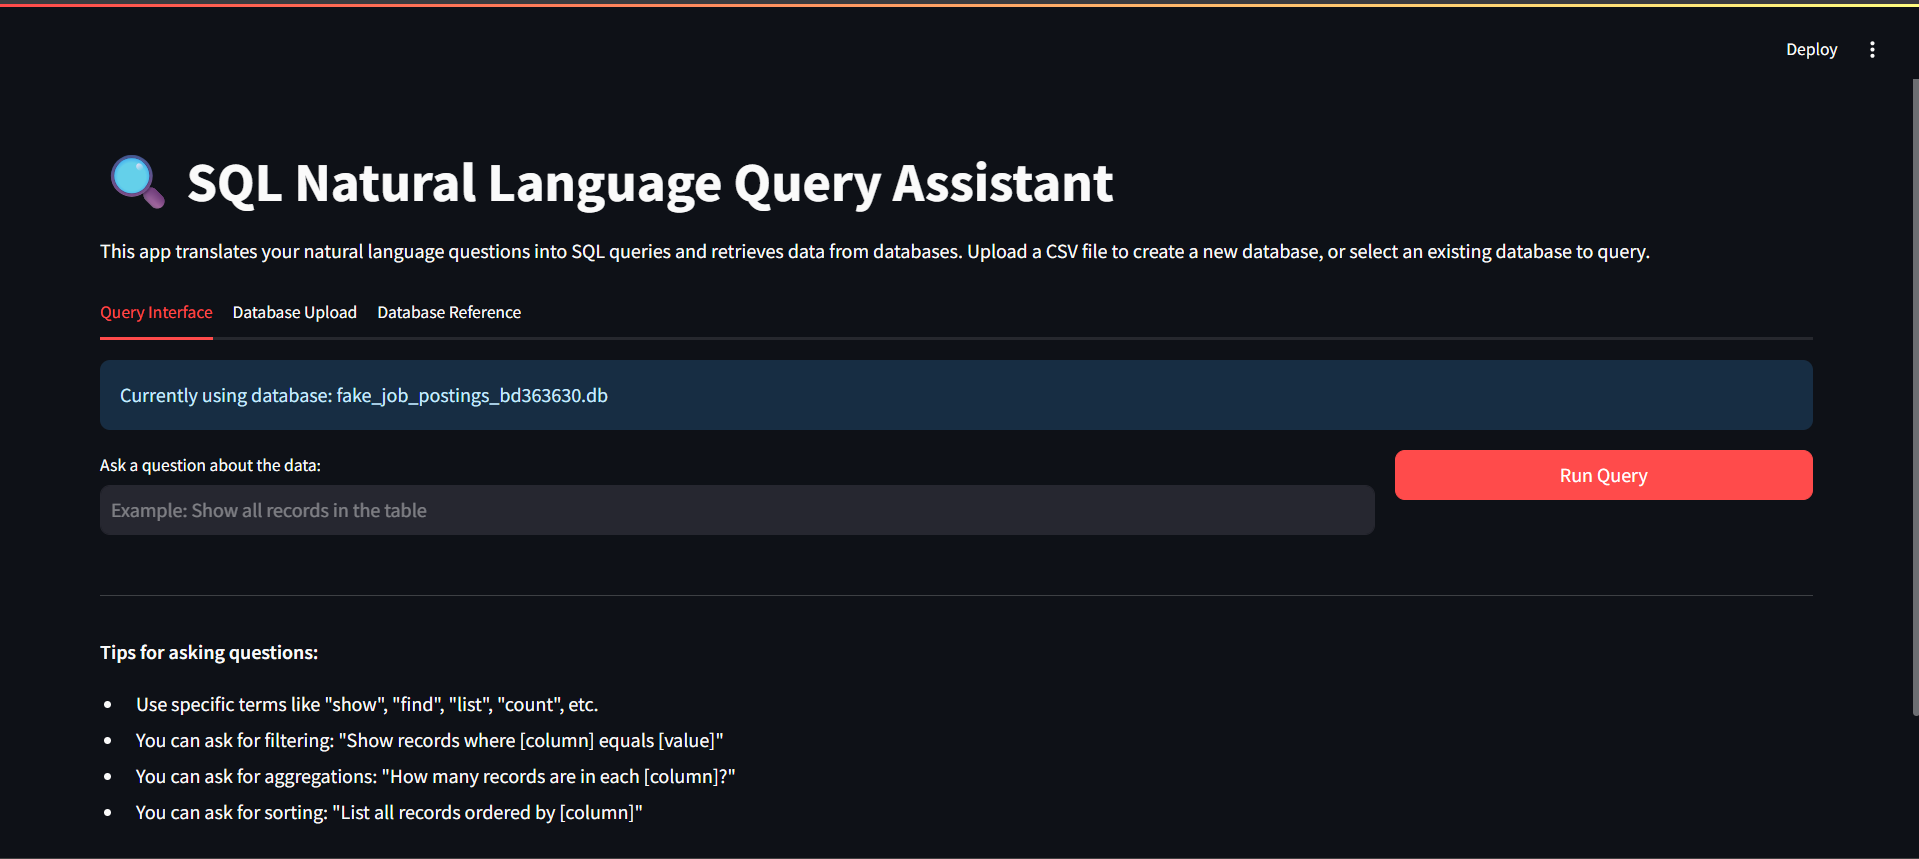 Deploy
SQL Natural Language Query Assistant
This app translates your natural language questions into SQL queries and retrieves data from databases. Upload a CSV file to create a new database, or select an existing database to query.
Query Interface Database Upload Database Reference
Currently using database: fake_job_postings_bd363630.db
Ask a question about the data:
Run Query
Example: Show all records in the table
Tips for asking questions:
• Use specific terms like "show", "find", "list", "count", etc.
• You can ask for filtering: "Show records where [column] equals [value]"
• You can ask for aggregations: "How many records are in each [column]?"
• You can ask for sorting: "List all records ordered by [column]"